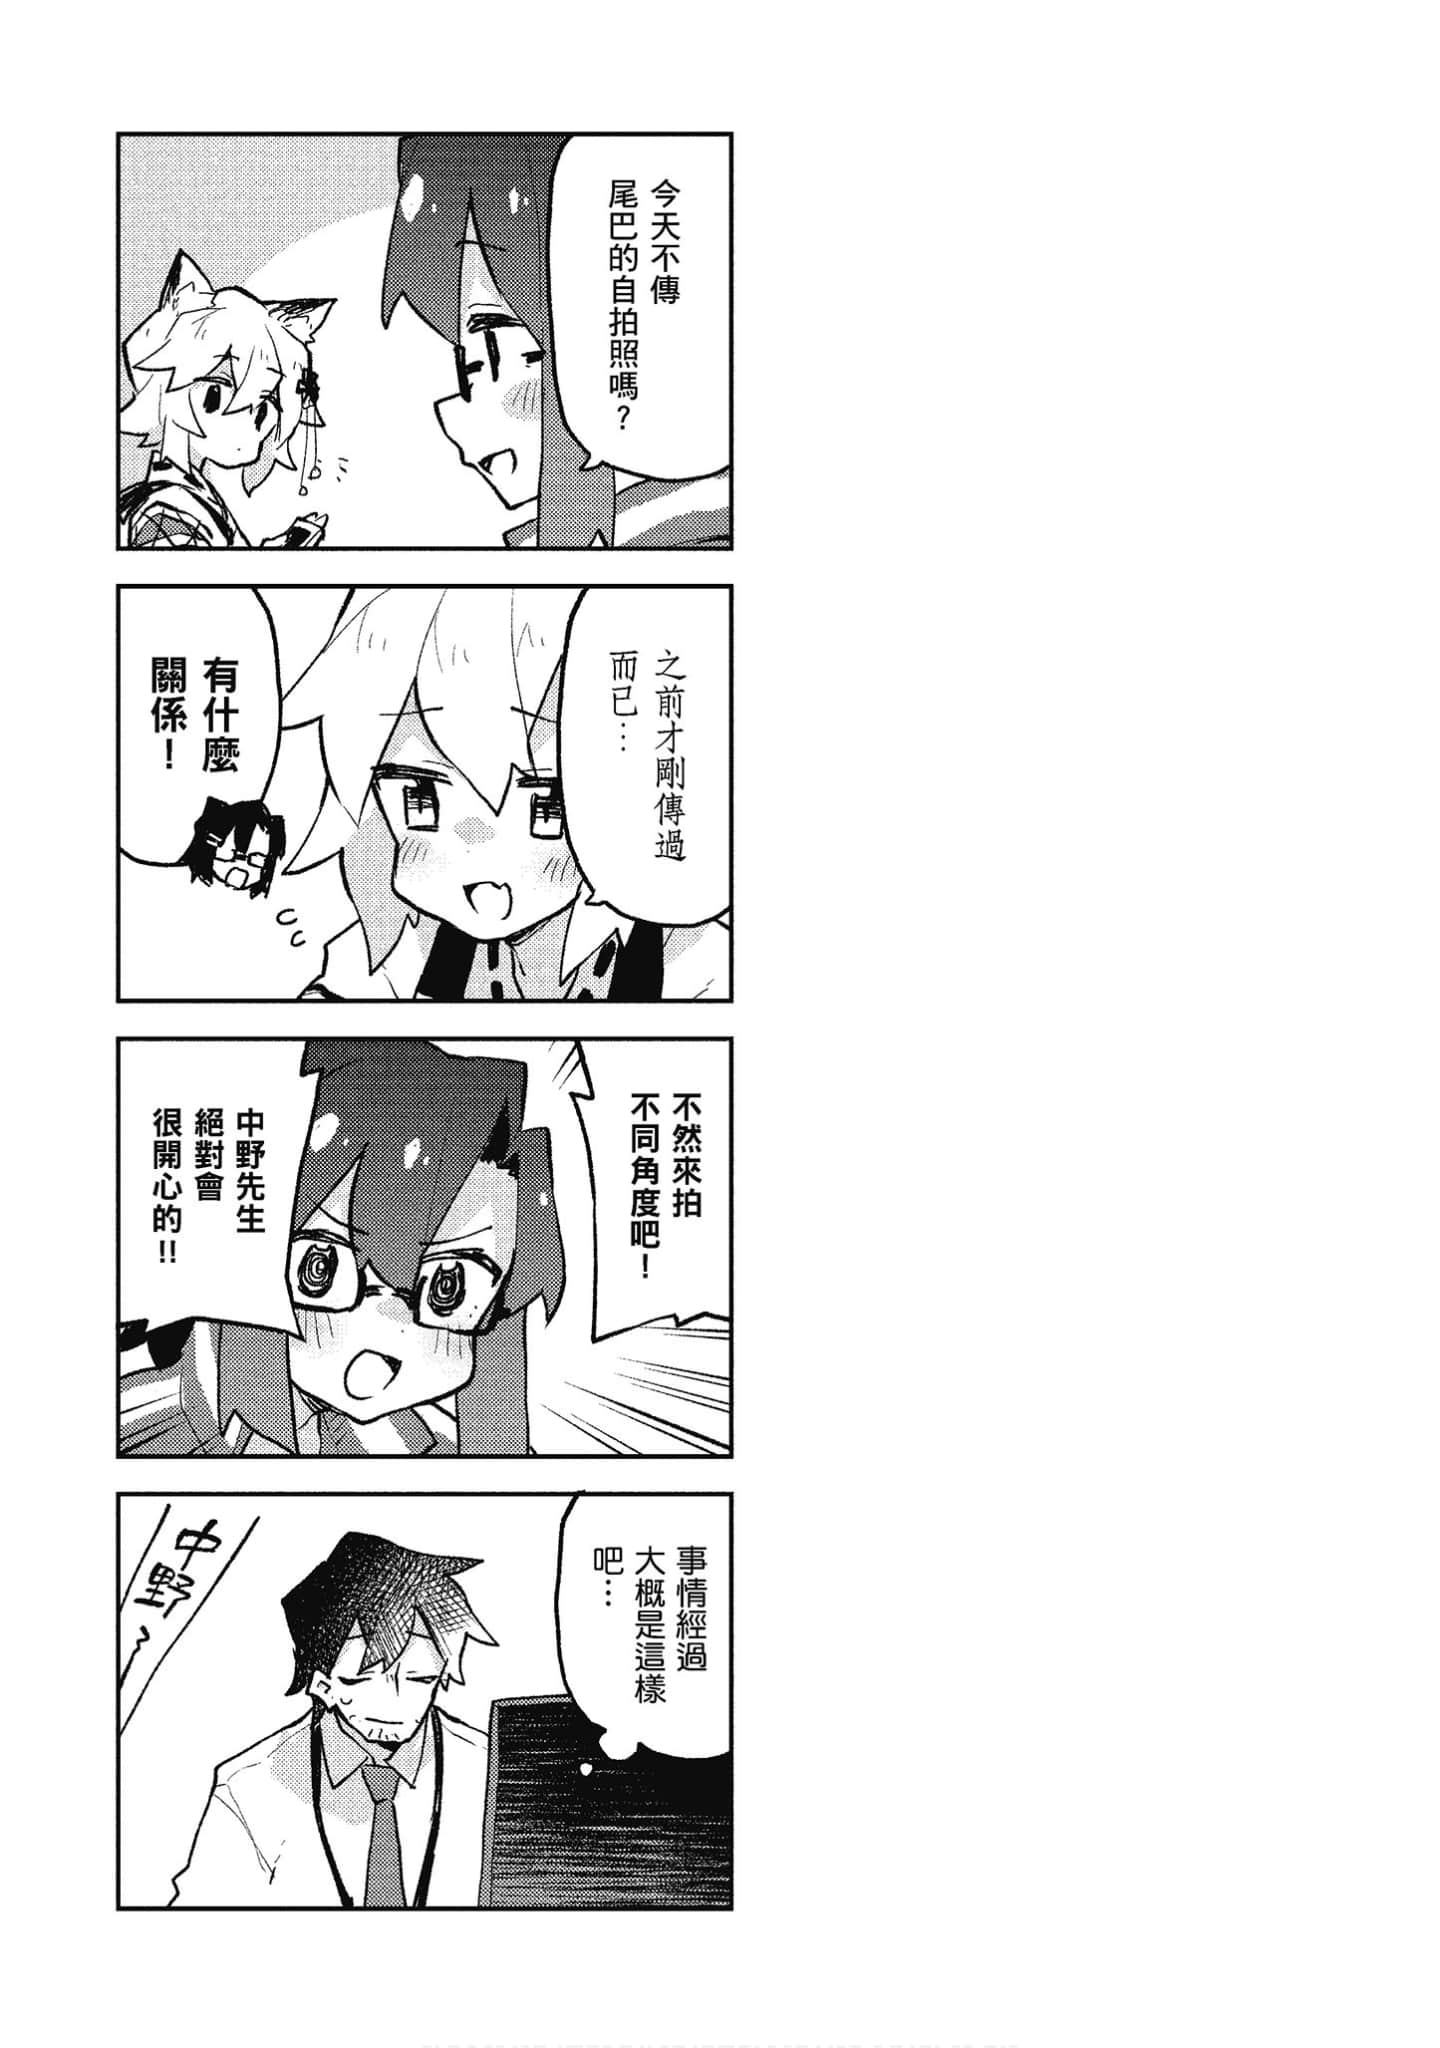 今天不傳
尾巴的自拍照嗎？
之前才剛傳過
而已…
有什麼
關係！
不然來拍
不同角度吧！
中野先生
絕對會
很開心的!!
事情經過
大概是這樣
吧…
中野～